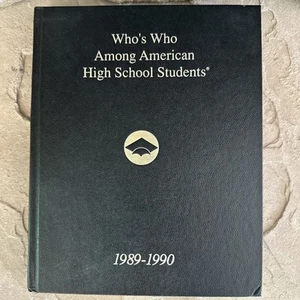 Who's Who
Among American
High School Students®
1989-1990